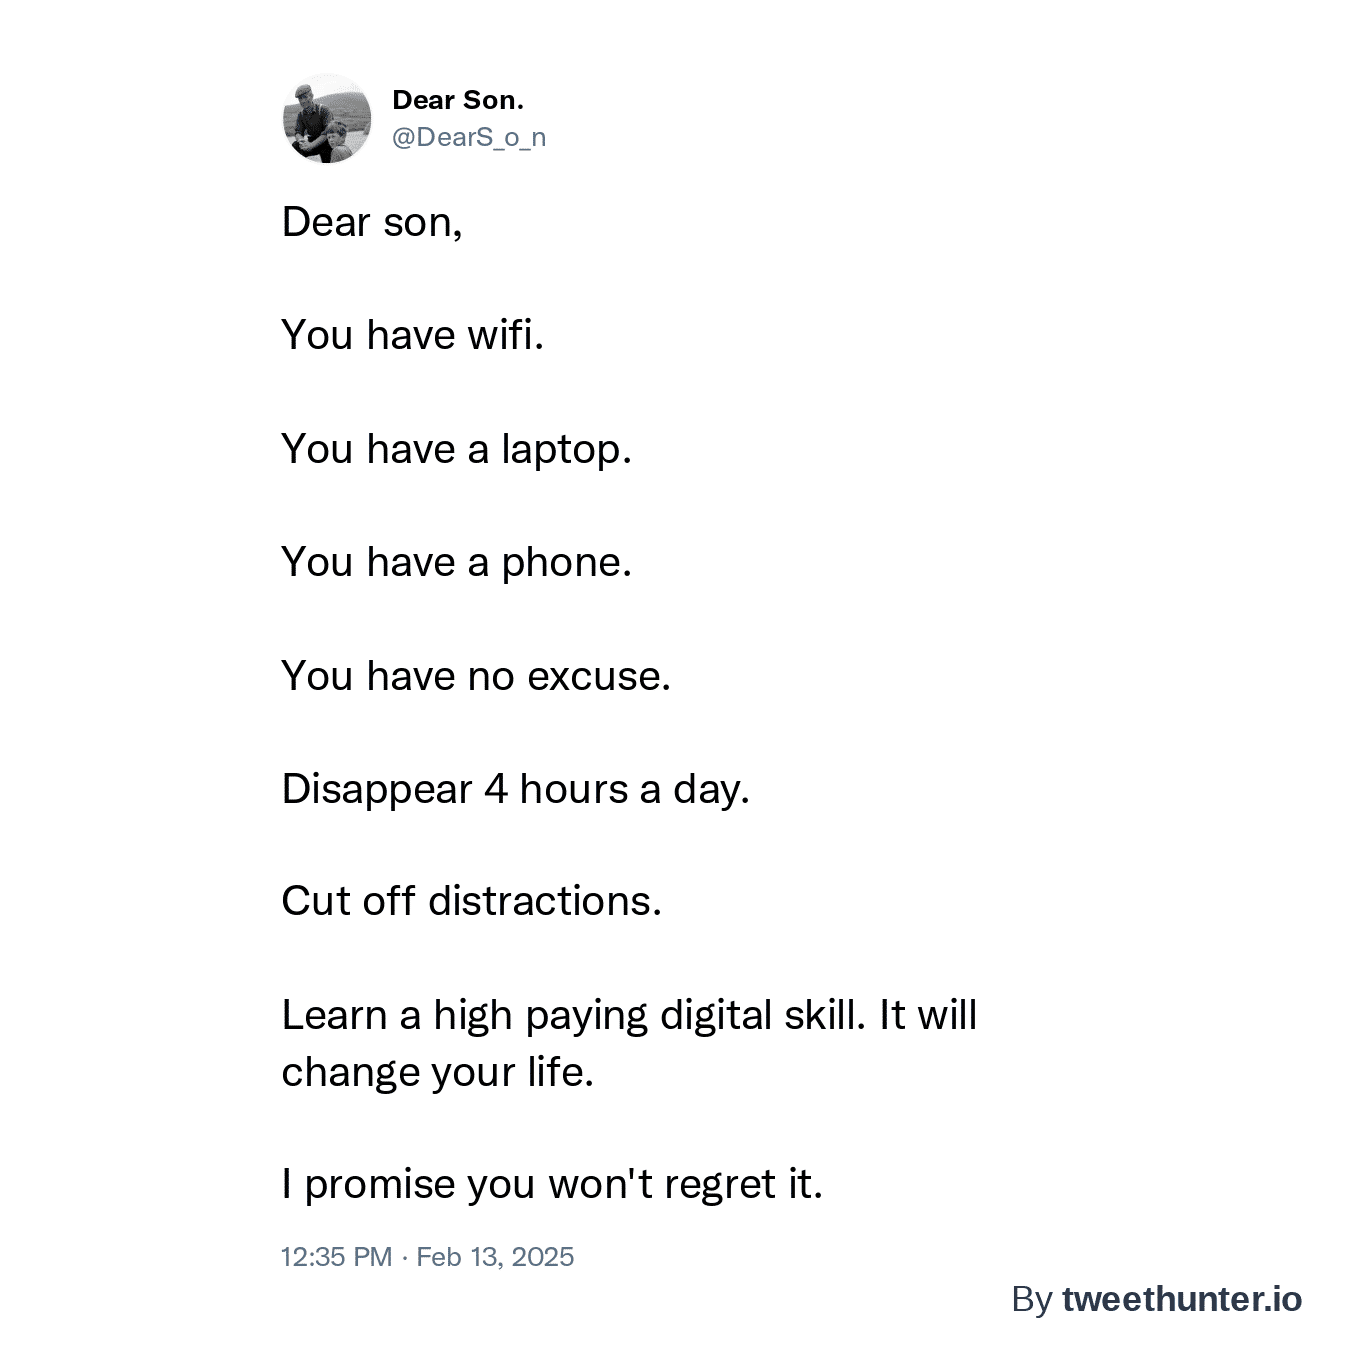 Dear Son.
@DearS_o_n
Dear son,
You have wifi.
You have a laptop.
You have a phone.
You have no excuse.
Disappear 4 hours a day.
Cut off distractions.
Learn a high paying digital skill. It will
change your life.
I promise you won't regret it.
12:35 PM · Feb 13, 2025
By tweethunter.io